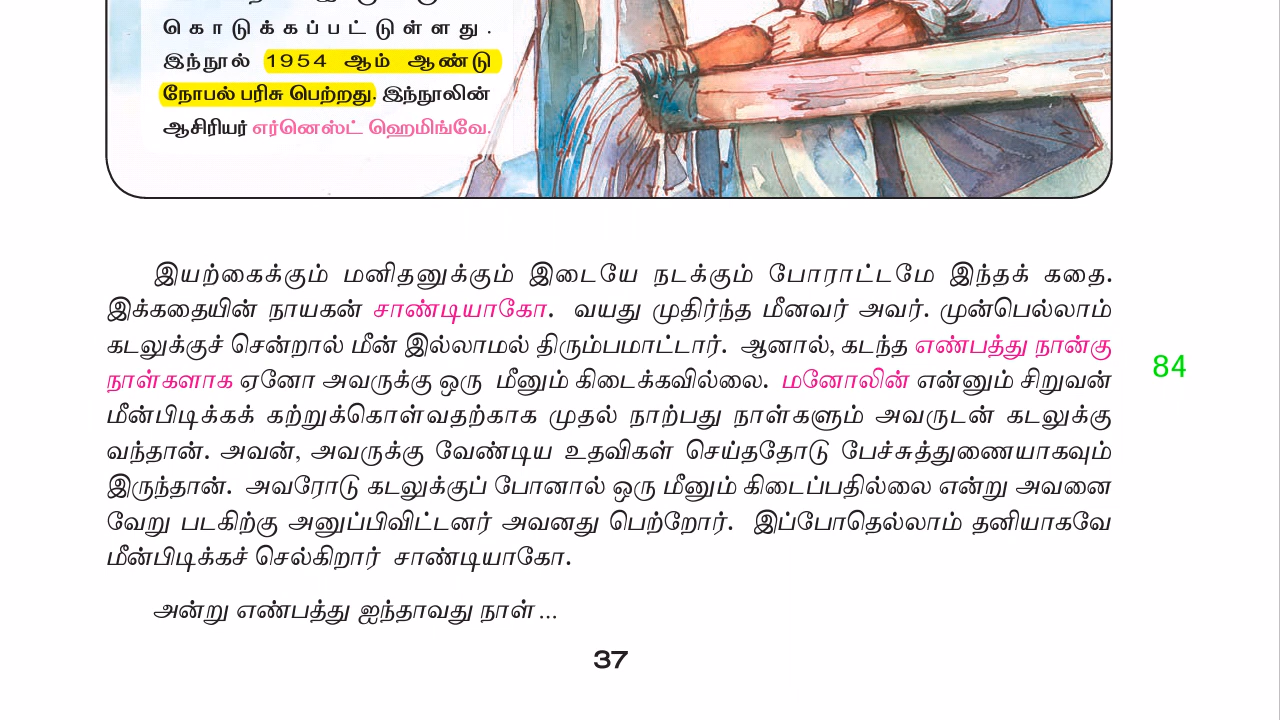 கொடுக்கப்பட்டுள்ளது.
இந்நூல் 1954 ஆம் ஆண்டு
நோபல் பரிசு பெற்றது. இந்நூலின்
ஆசிரியர் எர்னெஸ்ட் ஹெமிங்வே.
இயற்கைக்கும் மனிதனுக்கும் இடையே நடக்கும் போராட்டமே இந்தக் கதை.
இக்கதையின் நாயகன் சாண்டியாகோ. வயது முதிர்ந்த மீனவர் அவர். முன்பெல்லாம்
கடலுக்குச் சென்றால் மீன் இல்லாமல் திரும்பமாட்டார். ஆனால், கடந்த எண்பத்து நான்கு
நாள்களாக ஏனோ அவருக்கு ஒரு மீனும் கிடைக்கவில்லை. மனோலின் என்னும் சிறுவன்
84
மீன்பிடிக்கக் கற்றுக்கொள்வதற்காக முதல் நாற்பது நாள்களும் அவருடன் கடலுக்கு
வந்தான். அவன், அவருக்கு வேண்டிய உதவிகள் செய்ததோடு பேச்சுத்துணையாகவும்
இருந்தான். அவரோடு கடலுக்குப் போனால் ஒரு மீனும் கிடைப்பதில்லை என்று அவனை
வேறு படகிற்கு அனுப்பிவிட்டனர் அவனது பெற்றோர். இப்போதெல்லாம் தனியாகவே
மீன்பிடிக்கச் செல்கிறார் சாண்டியாகோ.
அன்று எண்பத்து ஐந்தாவது நாள் ...
37